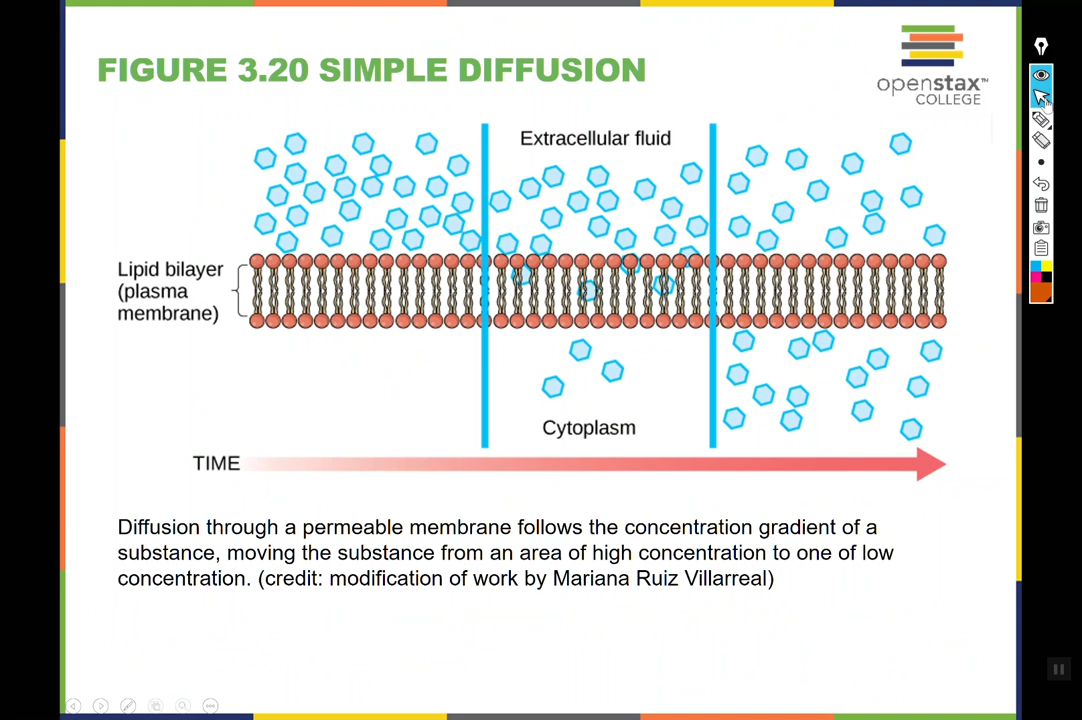 FIGURE 3.20 SIMPLE DIFFUSION
openstax™
COLLEGE
Extracellular fluid
Lipid bilayer
(plasma
membrane)
Cytoplasm
TIME
Diffusion through a permeable membrane follows the concentration gradient of a
substance, moving the substance from an area of high concentration to one of low
concentration. (credit: modification of work by Mariana Ruiz Villarreal)